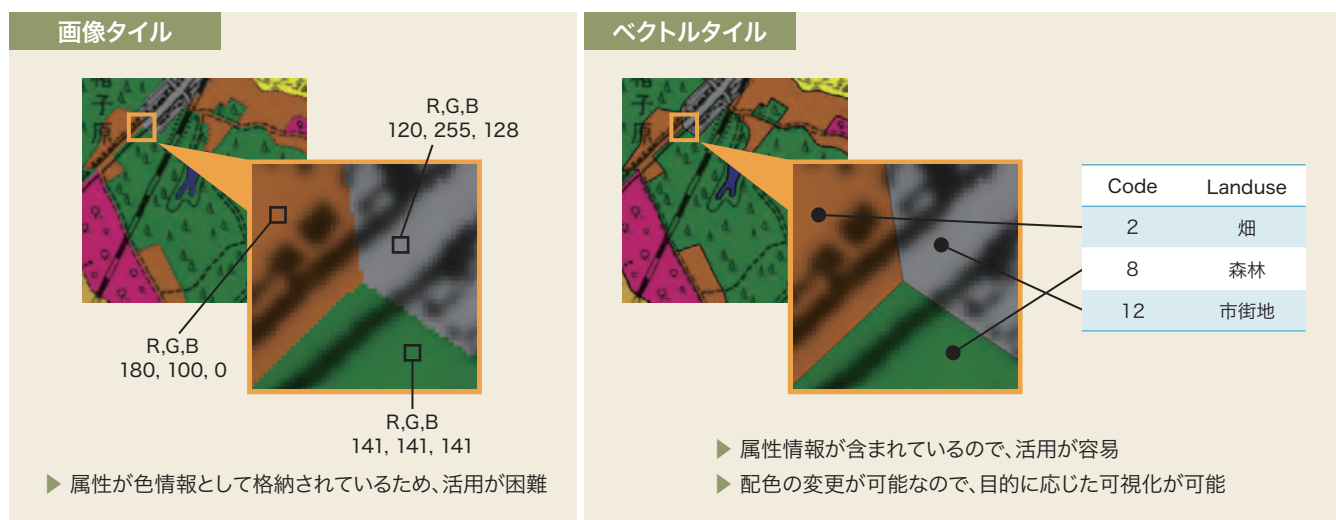 画像タイル
子
原
R,G,B
120, 255, 128
R,G,B
180, 100, 0
R,G,B
141, 141, 141
▶ 属性が色情報として格納されているため、活用が困難
ベクトルタイル
子
原
Code Landuse
2 畑
8 森林
12 市街地
▶ 属性情報が含まれているので、活用が容易
▶ 配色の変更が可能なので、目的に応じた可視化が可能